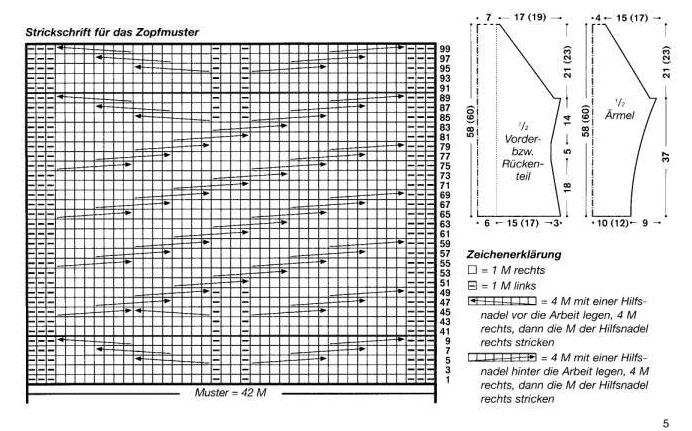 Strickschrift für das Zopfmuster
99
97
95
93
91
89
87
85
83
81
79
77
75
73
71
69
67
65
63
61
59
57
55
53
51
49
47
45
43
41
9
7
5
3
1
Muster = 42 M
7 17 (19)
58 (60)
21 (23)
14
5
18
1/2
Vorder-
bzw.
Rücken-
teil
6 15 (17) 3
4 15 (17)
58 (60)
21 (23)
37
1/2
Ärmel
10 (12) 9
Zeichenerklärung
= 1 M rechts
= 1 M links
= 4 M mit einer Hilfs-
nadel vor die Arbeit legen, 4 M
rechts, dann die M der Hilfsnadel
rechts stricken
= 4 M mit einer Hilfs-
nadel hinter die Arbeit legen, 4 M
rechts, dann die M der Hilfsnadel
rechts stricken
5